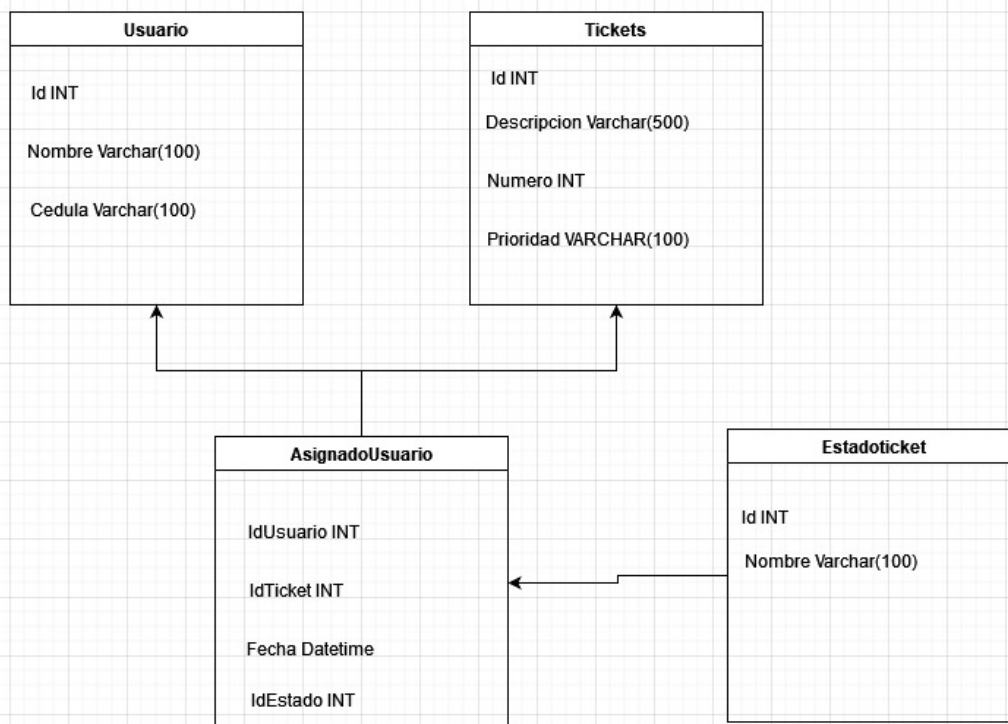 Usuario
Id INT
Nombre Varchar(100)
Cedula Varchar(100)
Tickets
Id INT
Descripcion Varchar(500)
Numero INT
Prioridad VARCHAR(100)
AsignadoUsuario
IdUsuario INT
IdTicket INT
Fecha Datetime
IdEstado INT
Estadoticket
Id INT
Nombre Varchar(100)